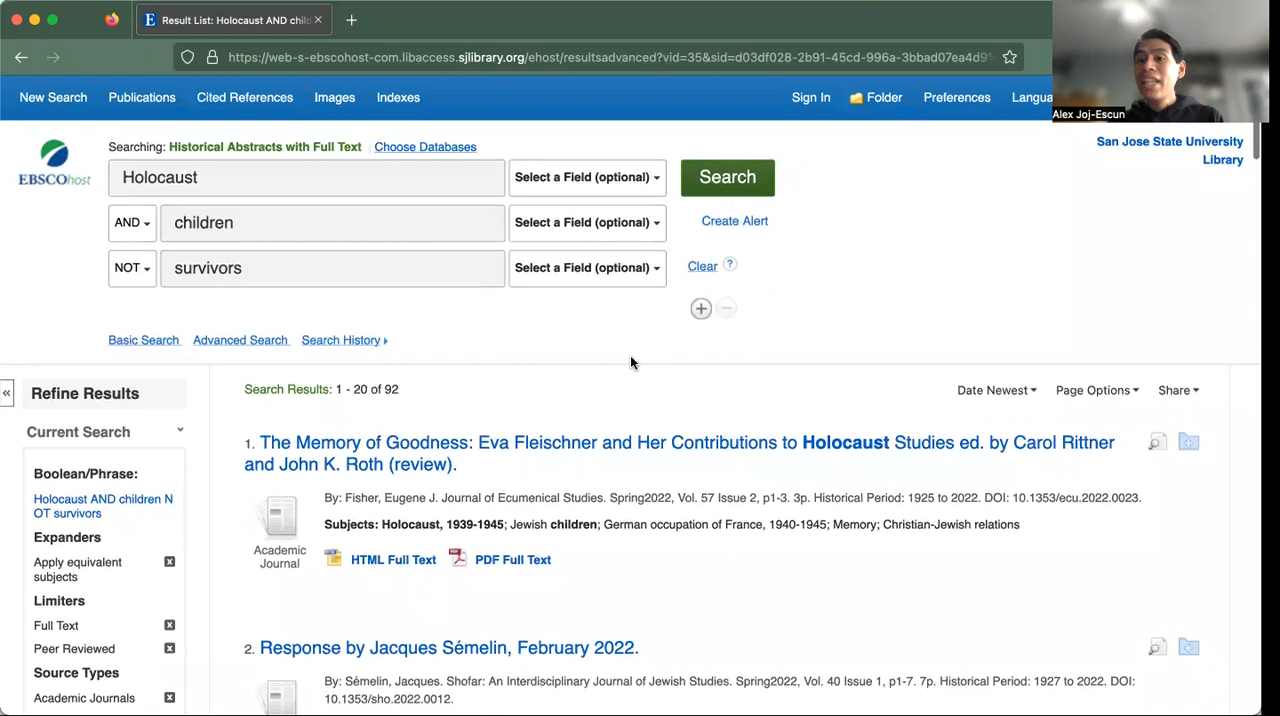 Result List: Holocaust AND chil
https://web-s-ebscohost-com.libaccess.sjlibrary.org/ehost/resultsadvanced?vid=35&sid=d03df028-2b91-45cd-996a-3bbad07ea4d9
New Search Publications Cited References Images Indexes Sign In Folder Preferences Langua
Alex Joj-Escun
San Jose State University
Library
EBSCOhost
Searching: Historical Abstracts with Full Text Choose Databases
Holocaust Select a Field (optional) Search
AND children Select a Field (optional) Create Alert
NOT survivors Select a Field (optional) Clear ?
Basic Search Advanced Search Search History
Refine Results
Current Search
Boolean/Phrase:
Holocaust AND children N
OT survivors
Expanders
Apply equivalent
subjects
Limiters
Full Text
Peer Reviewed
Source Types
Academic Journals
Search Results: 1 - 20 of 92 Date Newest Page Options Share
1. The Memory of Goodness: Eva Fleischner and Her Contributions to Holocaust Studies ed. by Carol Rittner
and John K. Roth (review).
By: Fisher, Eugene J. Journal of Ecumenical Studies. Spring2022, Vol. 57 Issue 2, p1-3. 3p. Historical Period: 1925 to 2022. DOI: 10.1353/ecu.2022.0023.
Subjects: Holocaust, 1939-1945; Jewish children; German occupation of France, 1940-1945; Memory; Christian-Jewish relations
Academic
Journal
HTML Full Text PDF Full Text
2. Response by Jacques Sémelin, February 2022.
By: Sémelin, Jacques. Shofar: An Interdisciplinary Journal of Jewish Studies. Spring2022, Vol. 40 Issue 1, p1-7. 7p. Historical Period: 1927 to 2022. DOI:
10.1353/sho.2022.0012.